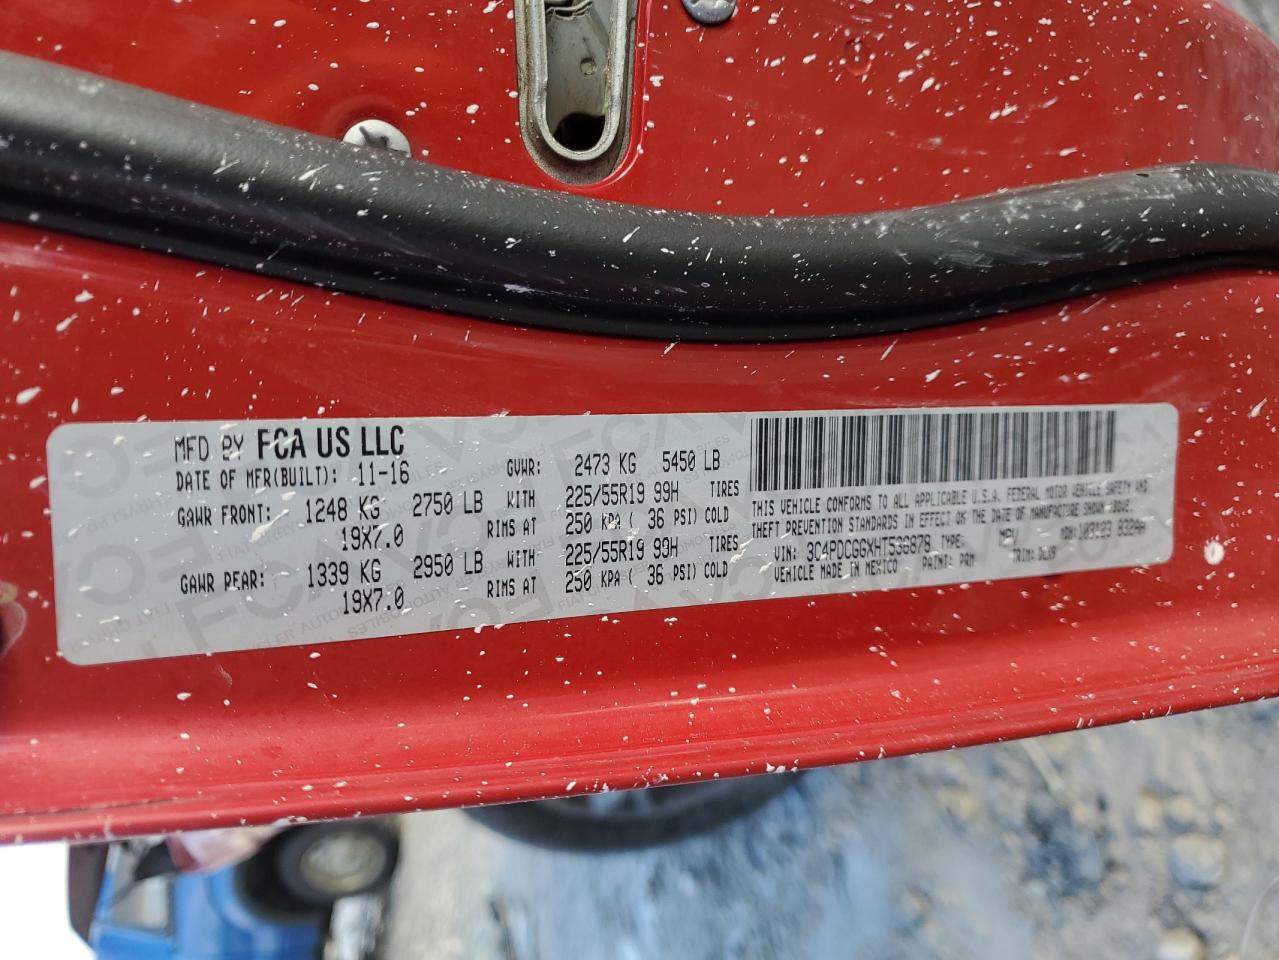 MFD BY FCA US LLC
DATE OF MFR(BUILT): 11-16 GVWR: 2473 KG 5450 LB
GAWR FRONT: 1248 KG 2750 LB WITH 225/55R19 99H TIRES
19X7.0 RIMS AT 250 KPA ( 36 PSI) COLD
GAWR REAR: 1339 KG 2950 LB WITH 225/55R19 99H TIRES
19X7.0 RIMS AT 250 KPA ( 36 PSI) COLD
THIS VEHICLE CONFORMS TO ALL APPLICABLE U.S.A. FEDERAL MOTOR VEHICLE SAFETY AND
THEFT PREVENTION STANDARDS IN EFFECT ON THE DATE OF MANUFACTURE SHOWN ABOVE.
VIN: 3C4PDCGGXHT536878 TYPE: MPV MDH: 103123 832AH
VEHICLE MADE IN MEXICO PAINT: PRM TRIM: